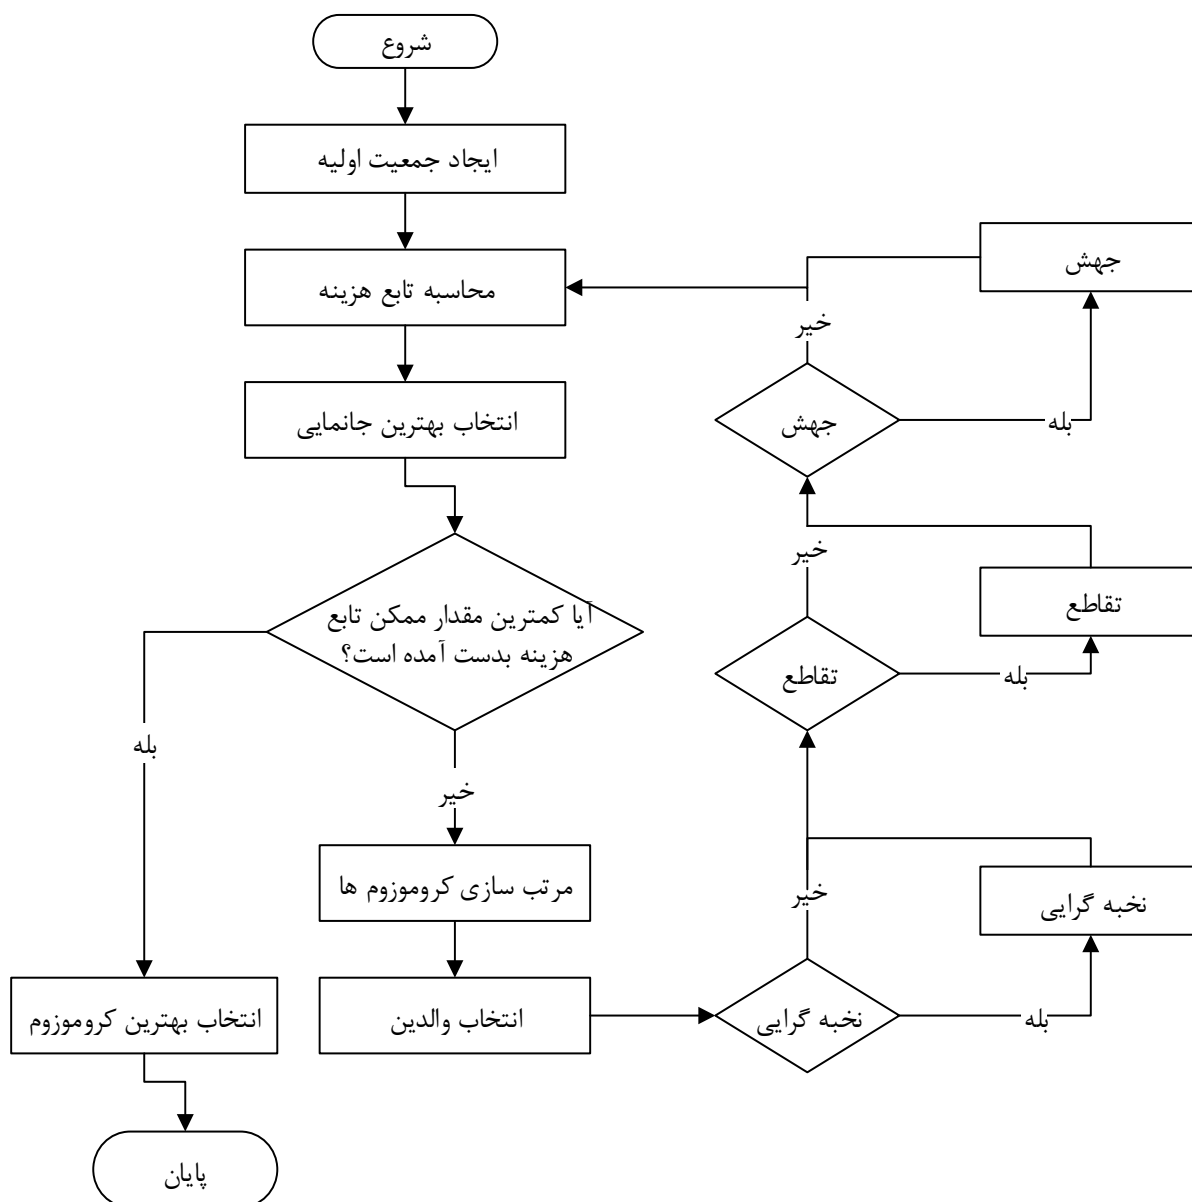 شروع
ایجاد جمعیت اولیه
محاسبه تابع هزینه
انتخاب بهترین جانمایی
آیا کمترین مقدار ممکن تابع
هزینه بدست آمده است؟
بله
خیر
مرتب سازی کروموزوم ها
انتخاب والدین
انتخاب بهترین کروموزوم
پایان
نخبه گرایی
بله
نخبه گرایی
خیر
تقاطع
بله
تقاطع
خیر
جهش
بله
جهش
خیر